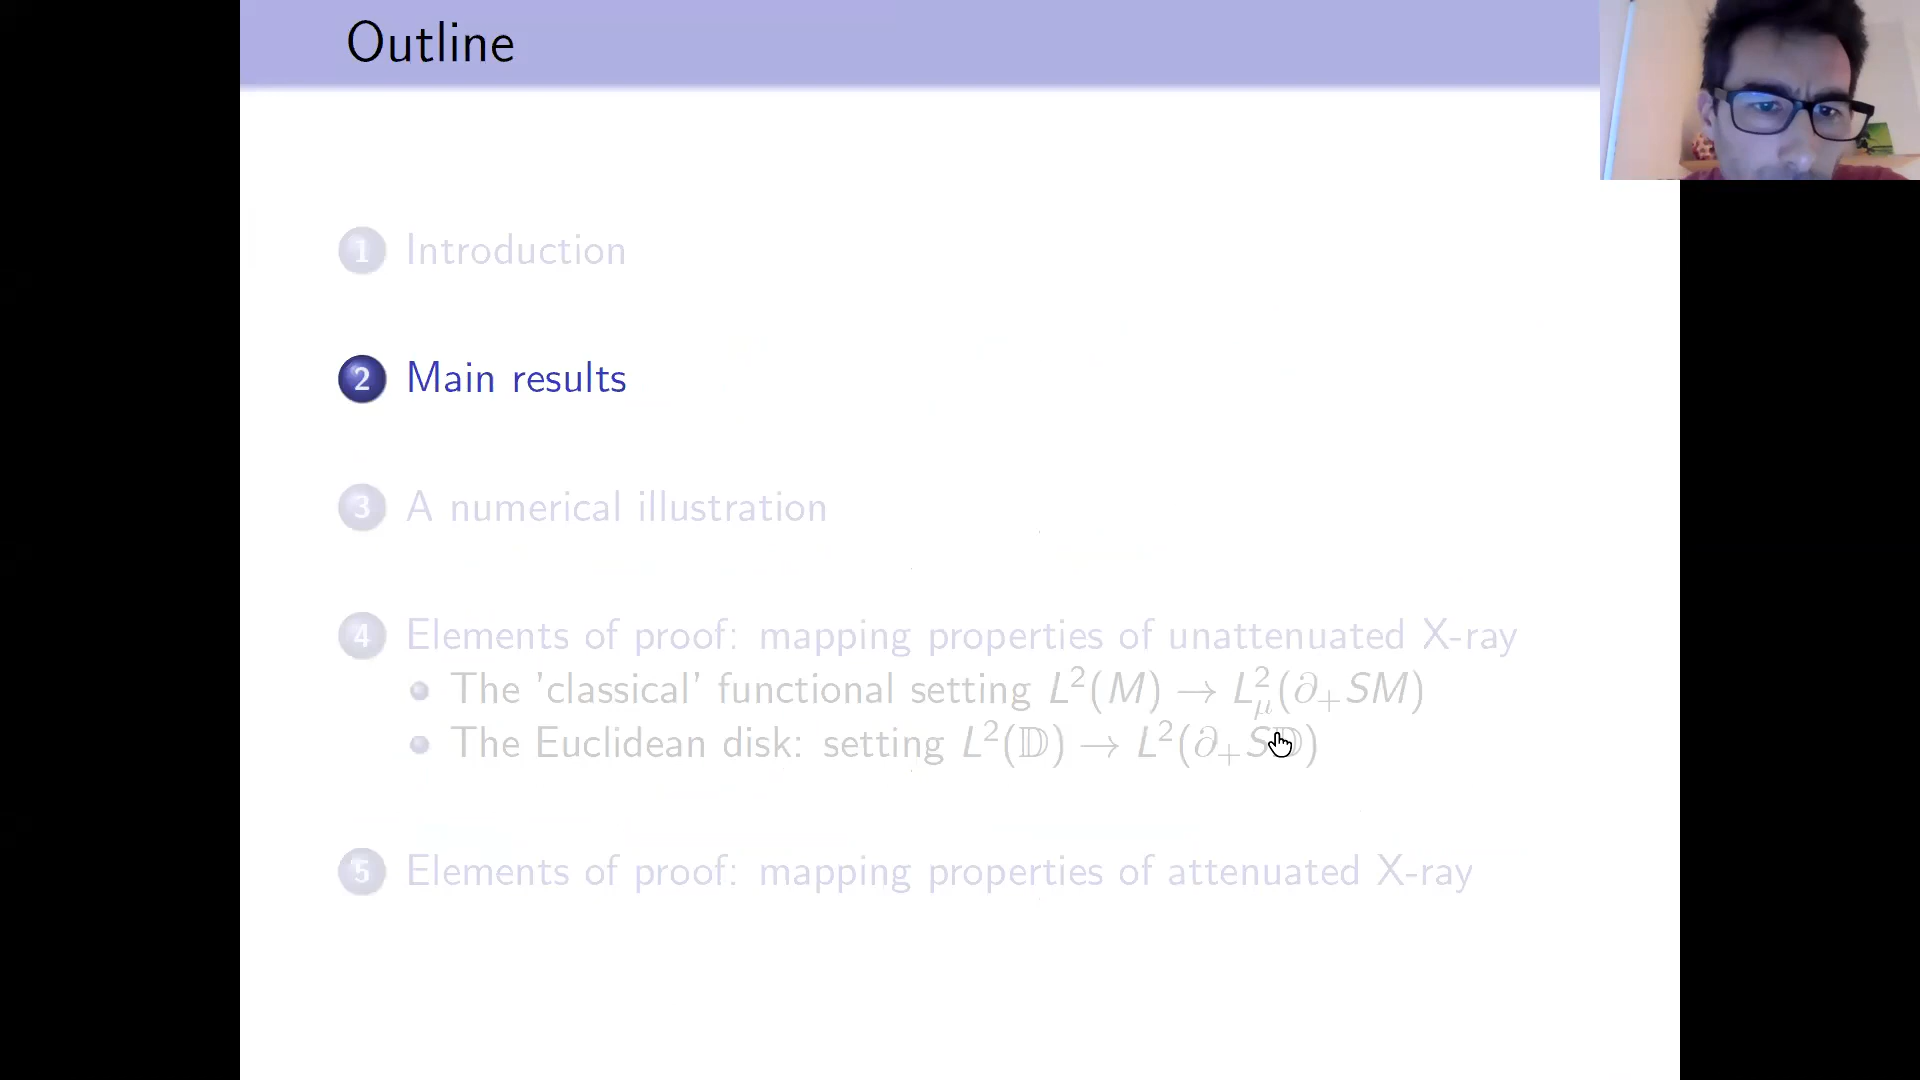 Outline
1 Introduction
2 Main results
3 A numerical illustration
4 Elements of proof: mapping properties of unattenuated X-ray
The 'classical' functional setting L²(M) → L²_μ(∂₊SM)
The Euclidean disk: setting L²(𝔻) → L²(∂₊S𝔻)
5 Elements of proof: mapping properties of attenuated X-ray